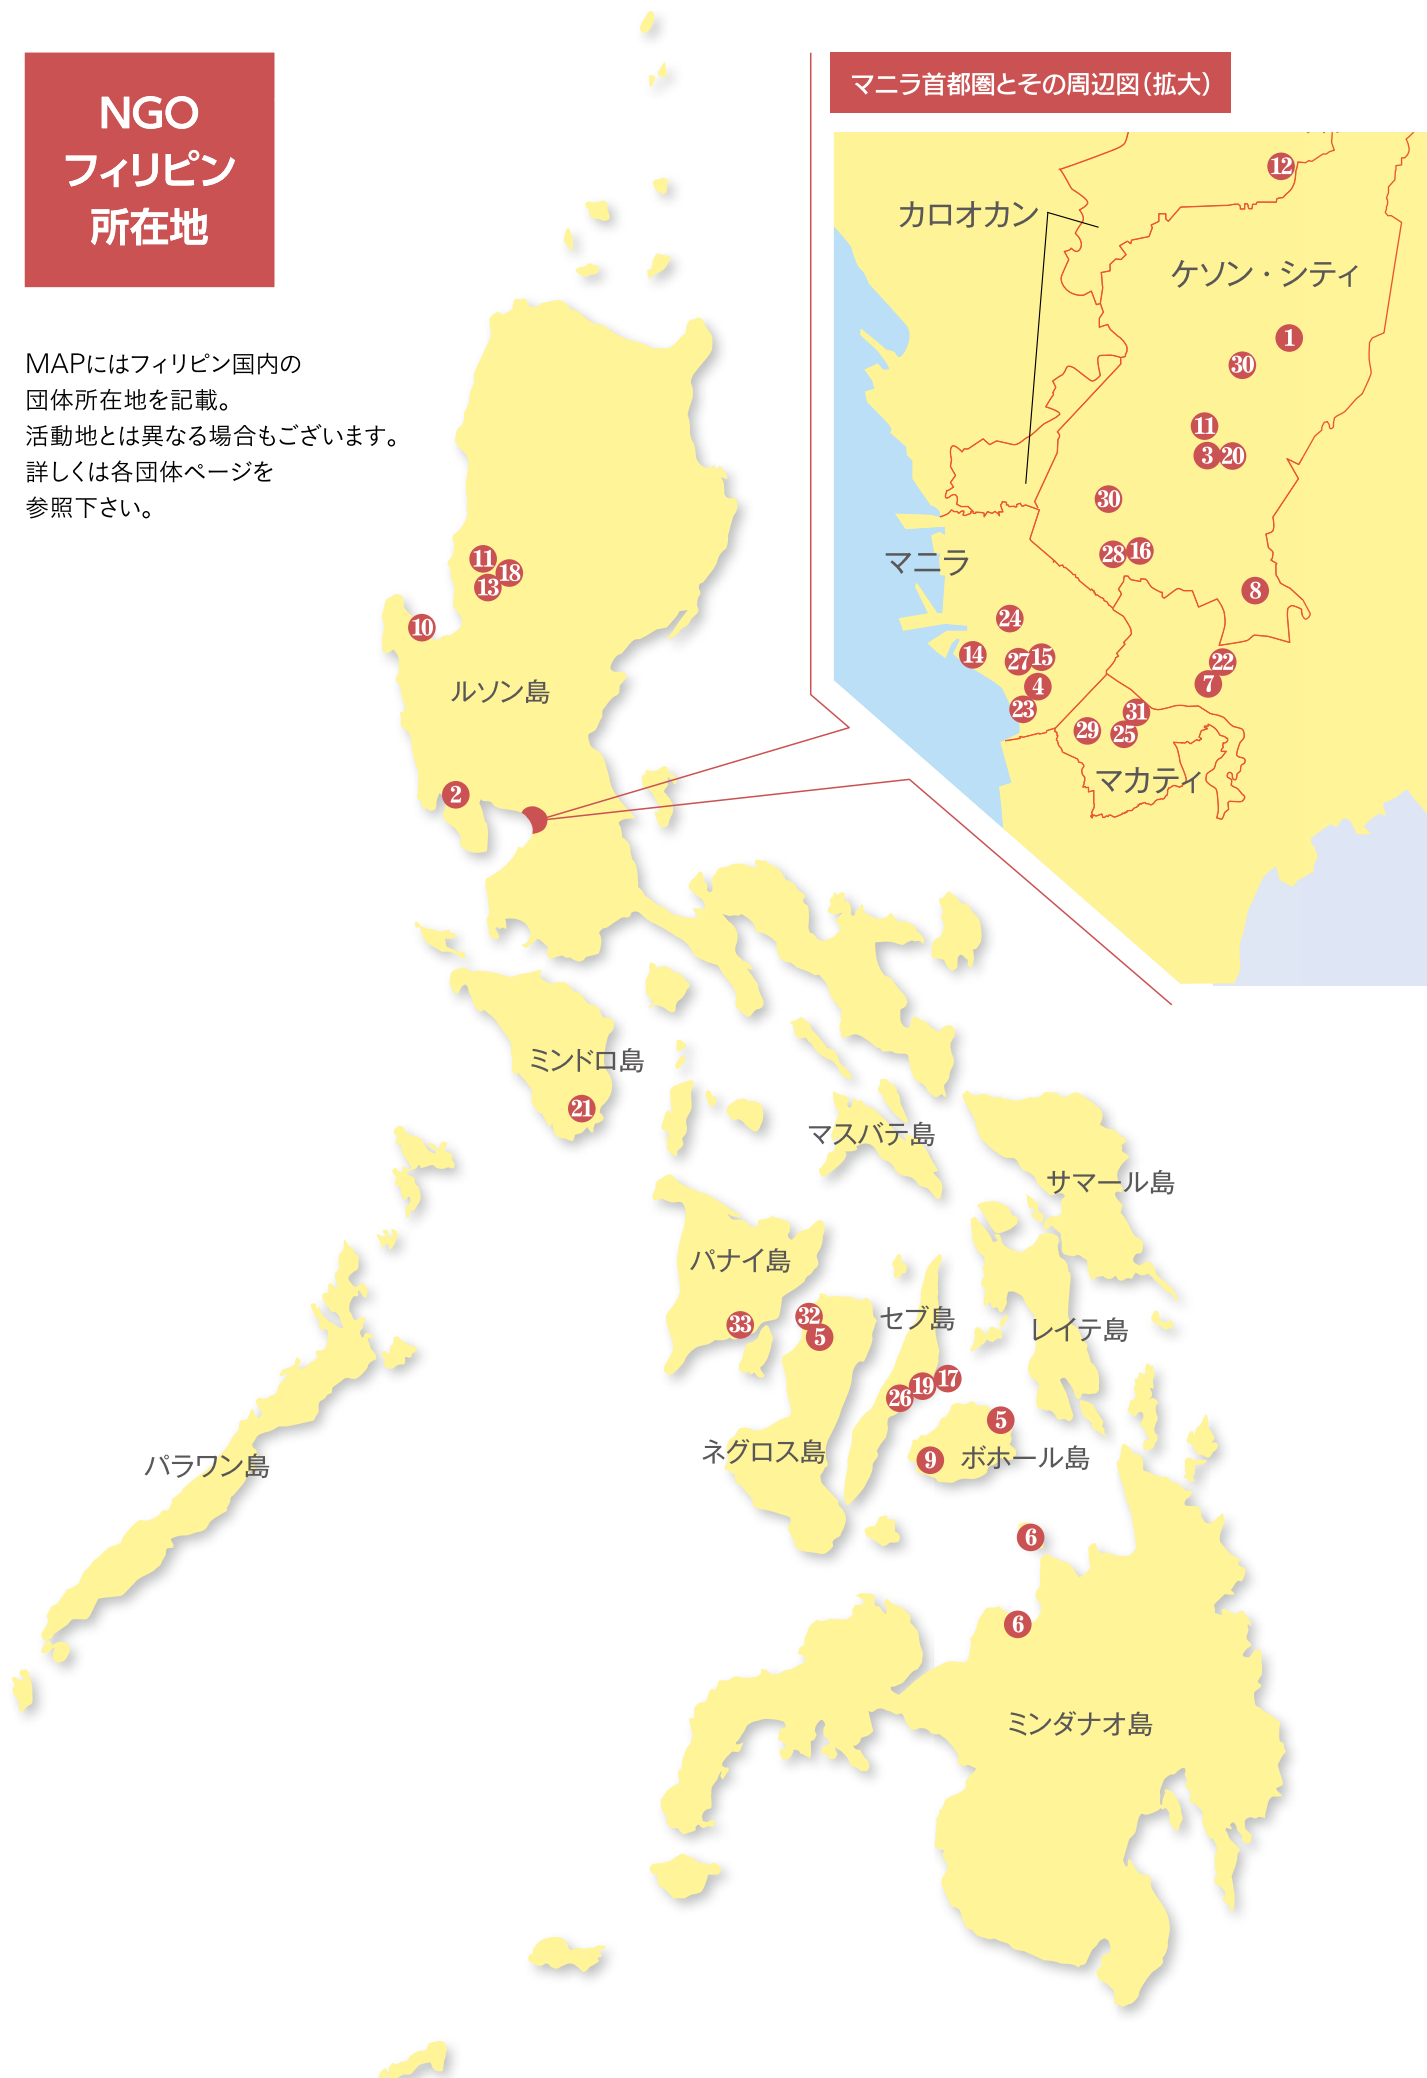 NGO
フィリピン
所在地
MAPにはフィリピン国内の
団体所在地を記載。
活動地とは異なる場合もございます。
詳しくは各団体ページを
参照下さい。
マニラ首都圏とその周辺図（拡大）
12
カロオカン
ケソン・シティ
1
30
11
3
20
30
28
16
マニラ
8
24
14
27
15
22
4
7
23
31
29
25
マカティ
11
18
13
10
ルソン島
2
ミンドロ島
21
マスバテ島
サマール島
パナイ島
33
32
5
セブ島
レイテ島
17
19
26
5
パラワン島
ネグロス島
9
ボホール島
6
6
ミンダナオ島